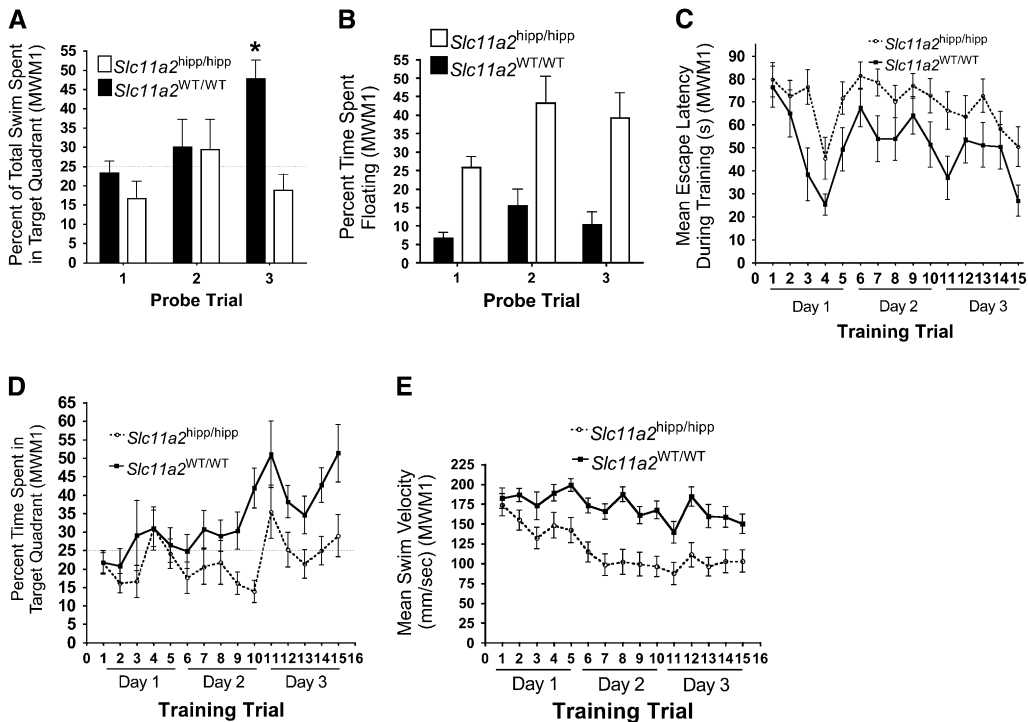 A
Percent of Total Swim Spent
in Target Quadrant (MWM1)
55
50
45
40
35
30
25
20
15
10
5
0
*
Slc11a2hipp/hipp
Slc11a2WT/WT
1 2 3
Probe Trial
B
Percent Time Spent
Floating (MWM1)
55
50
45
40
35
30
25
20
15
10
5
0
Slc11a2hipp/hipp
Slc11a2WT/WT
1 2 3
Probe Trial
C
Mean Escape Latency
During Training (s) (MWM1)
90
80
70
60
50
40
30
20
10
0
Slc11a2hipp/hipp
Slc11a2WT/WT
0 1 2 3 4 5 6 7 8 9 10 11 12 13 14 15
Day 1 Day 2 Day 3
Training Trial
D
Percent Time Spent in
Target Quadrant (MWM1)
65
60
55
50
45
40
35
30
25
20
15
10
5
0
Slc11a2hipp/hipp
Slc11a2WT/WT
0 1 2 3 4 5 6 7 8 9 10 11 12 13 14 15 16
Day 1 Day 2 Day 3
Training Trial
E
Mean Swim Velocity
(mm/sec) (MWM1)
225
200
175
150
125
100
75
50
25
0
Slc11a2hipp/hipp
Slc11a2WT/WT
0 1 2 3 4 5 6 7 8 9 10 11 12 13 14 15 16
Day 1 Day 2 Day 3
Training Trial